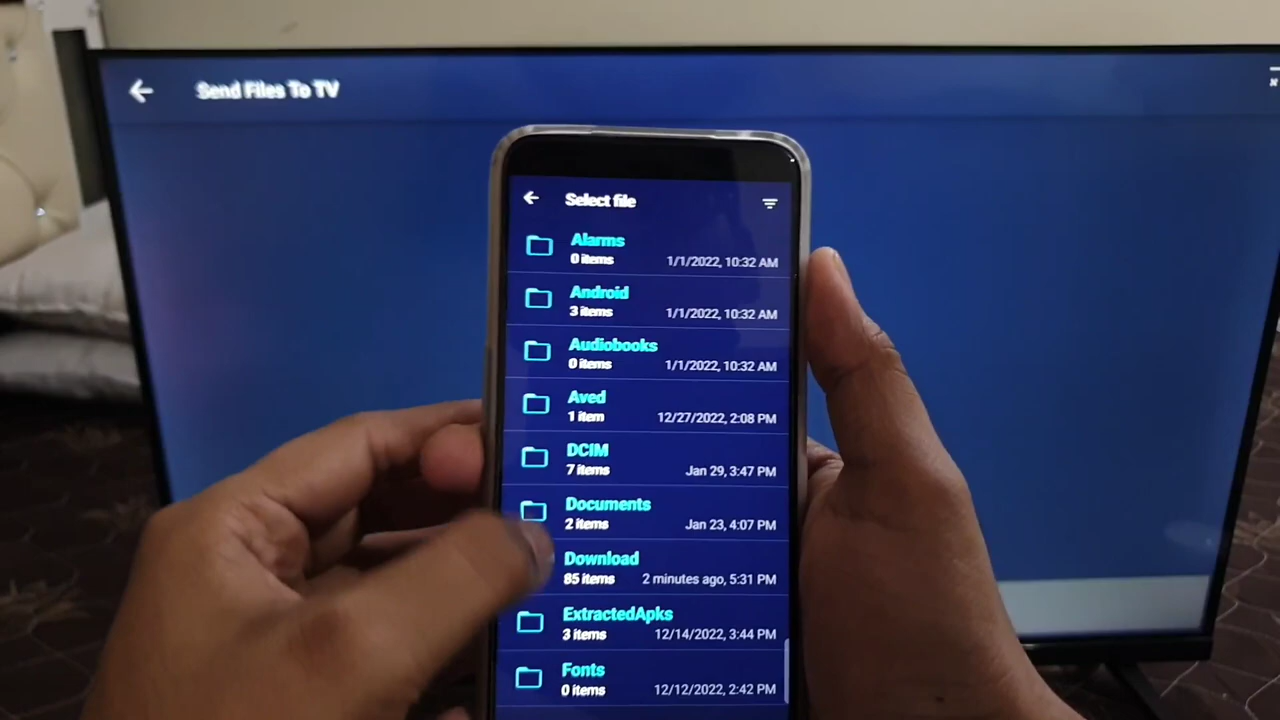 Send Files To TV
Select file
Alarms
0 items
1/1/2022, 10:32 AM
Android
3 items
1/1/2022, 10:32 AM
Audiobooks
0 items
1/1/2022, 10:32 AM
Aved
1 item
12/27/2022, 2:08 PM
DCIM
7 items
Jan 29, 3:47 PM
Documents
2 items
Jan 23, 4:07 PM
Download
85 items
2 minutes ago, 5:31 PM
ExtractedApks
3 items
12/14/2022, 3:44 PM
Fonts
0 items
12/12/2022, 2:42 PM